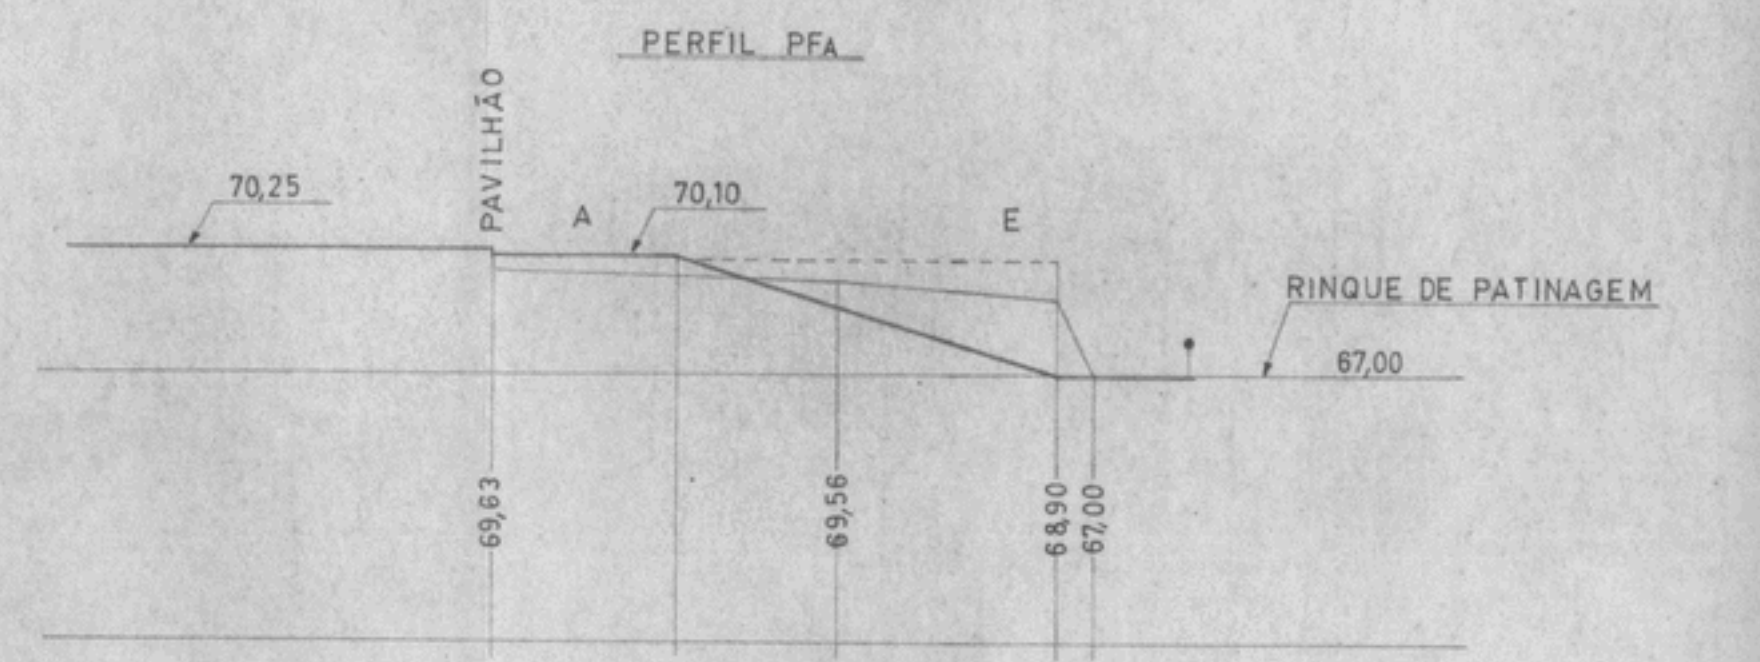 PERFIL PFA
PAVILHÃO
70,25
A
70,10
E
RINQUE DE PATINAGEM
67,00
69,63
69,56
68,90
67,00